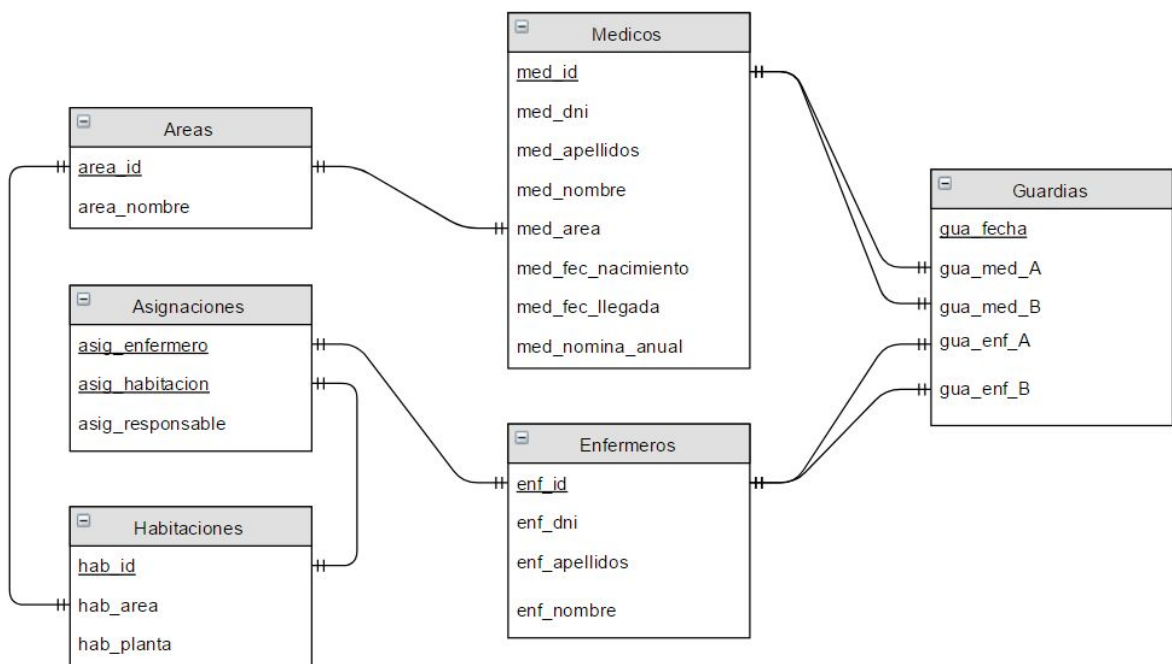 Medicos
med_id
med_dni
med_apellidos
med_nombre
med_area
med_fec_nacimiento
med_fec_llegada
med_nomina_anual
Areas
area_id
area_nombre
Guardias
gua_fecha
gua_med_A
gua_med_B
gua_enf_A
gua_enf_B
Asignaciones
asig_enfermero
asig_habitacion
asig_responsable
Enfermeros
enf_id
enf_dni
enf_apellidos
enf_nombre
Habitaciones
hab_id
hab_area
hab_planta